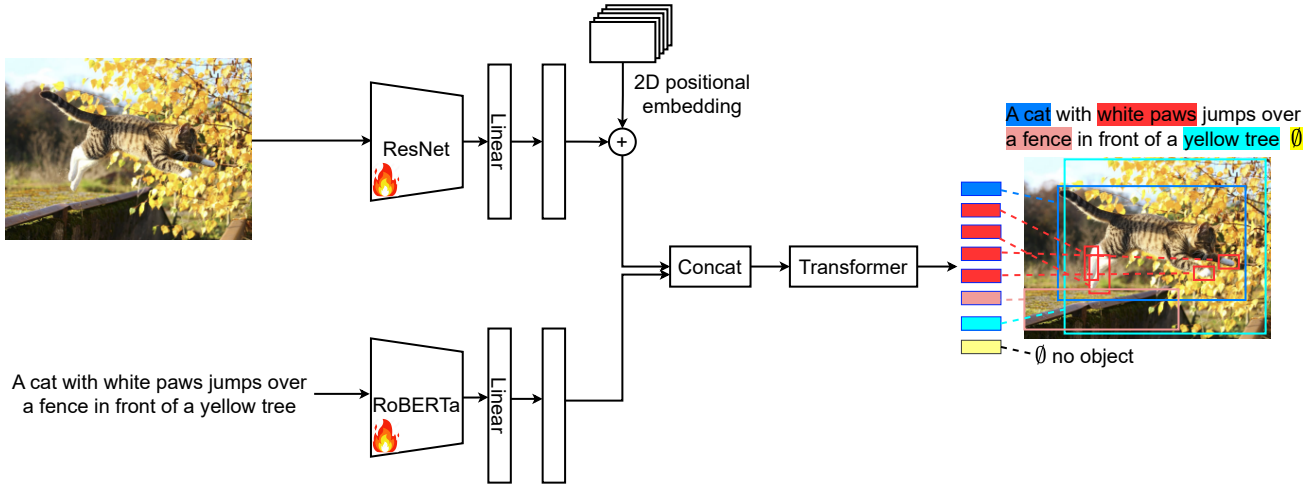 2D positional
embedding
ResNet
Linear
+
A cat with white paws jumps over
a fence in front of a yellow tree ∅
Concat
Transformer
∅ no object
A cat with white paws jumps over
a fence in front of a yellow tree
RoBERTa
Linear